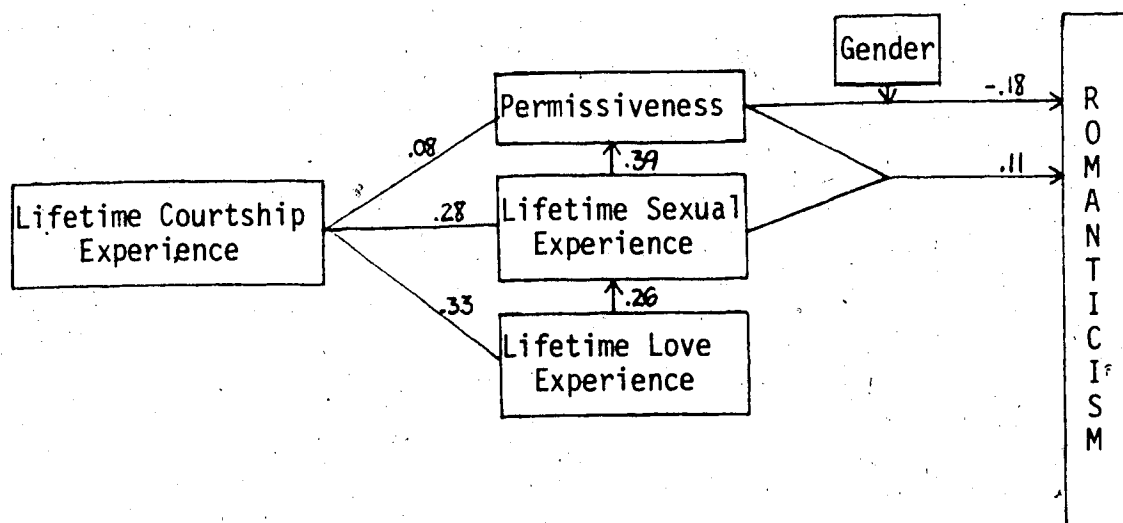 Gender
Permissiveness
-.18
R
O
M
A
N
T
I
C
I
S
M
.08
.39
.11
Lifetime Courtship
Experience
.28
Lifetime Sexual
Experience
.33
.26
Lifetime Love
Experience